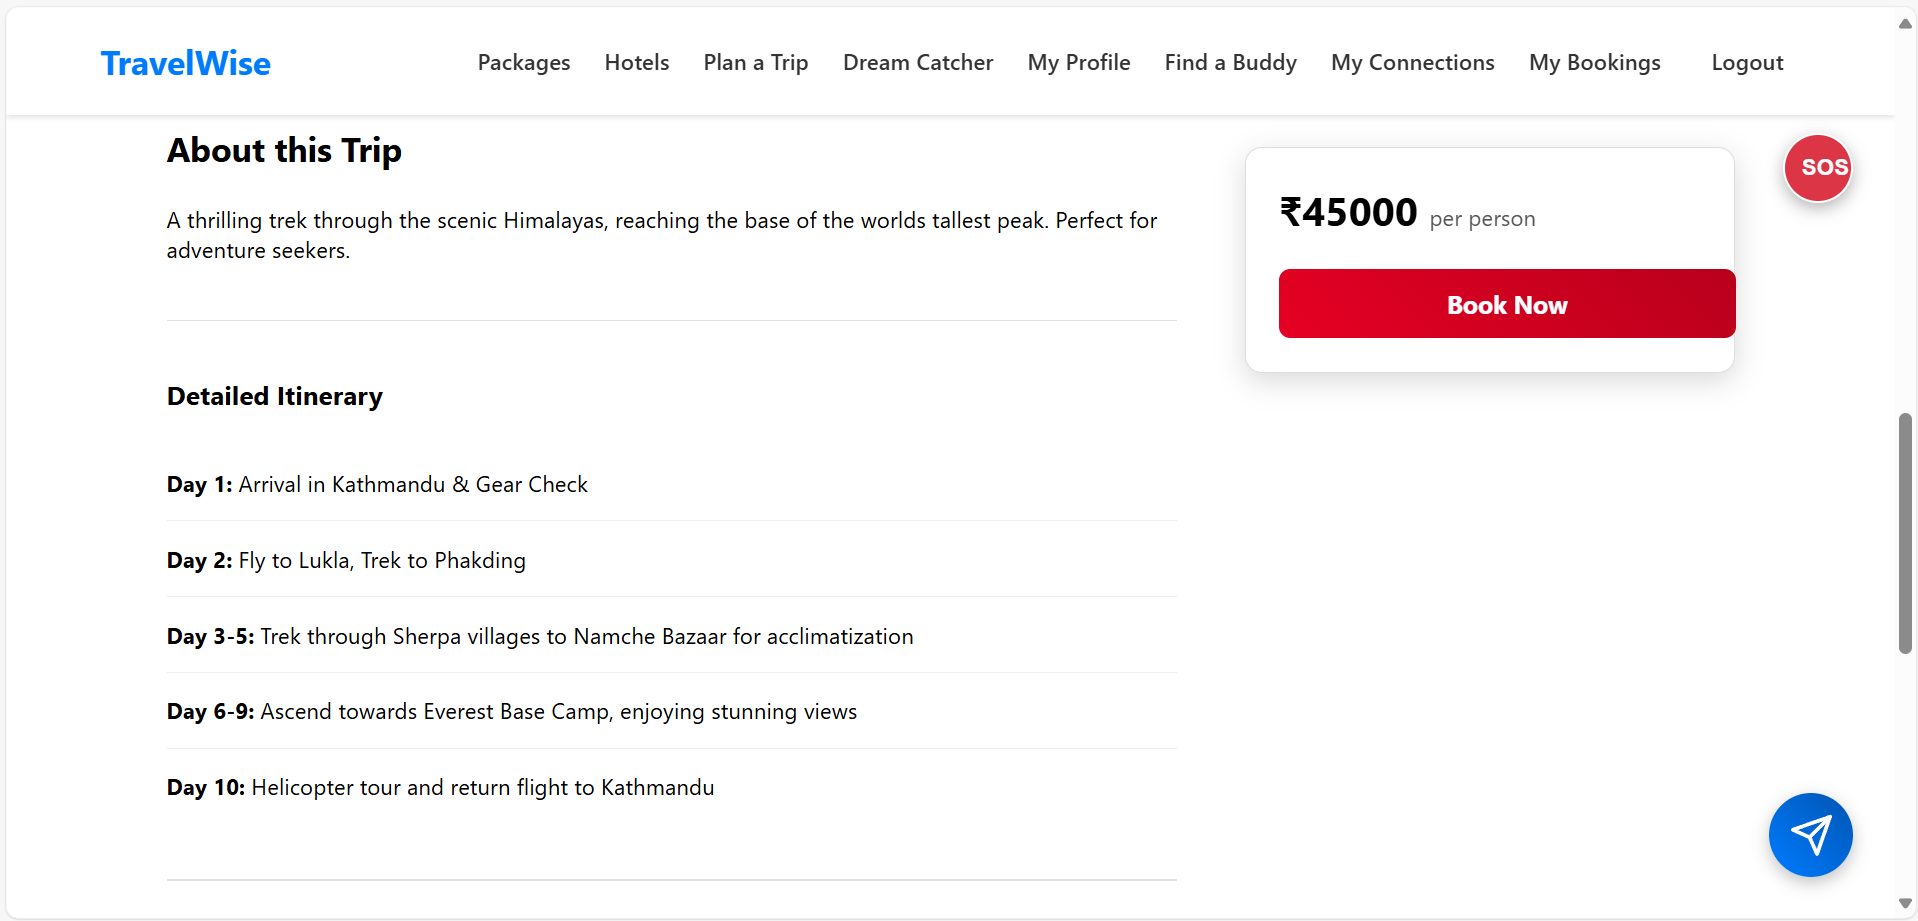 TravelWise
Packages Hotels Plan a Trip Dream Catcher My Profile Find a Buddy My Connections My Bookings Logout
About this Trip
A thrilling trek through the scenic Himalayas, reaching the base of the worlds tallest peak. Perfect for
adventure seekers.
Detailed Itinerary
Day 1: Arrival in Kathmandu & Gear Check
Day 2: Fly to Lukla, Trek to Phakding
Day 3-5: Trek through Sherpa villages to Namche Bazaar for acclimatization
Day 6-9: Ascend towards Everest Base Camp, enjoying stunning views
Day 10: Helicopter tour and return flight to Kathmandu
₹45000 per person
Book Now
SOS